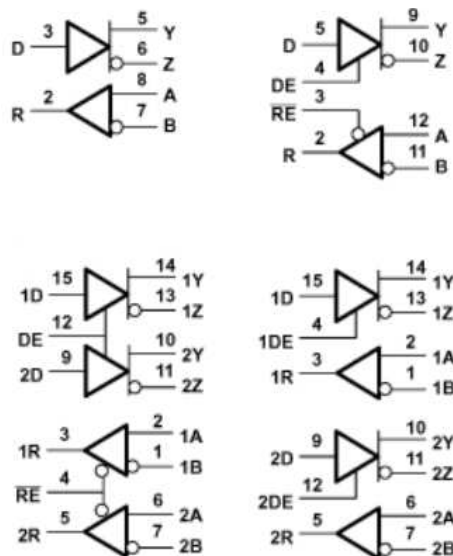 3 5 Y
D 6 Z
2 8 A
R 7 B
5 9 Y
D 10 Z
4
DE
3
R̅E̅
2 12 A
R 11 B
15 14 1Y
1D 13 1Z
12
DE
9 10 2Y
2D 11 2Z
3 2 1A
1R 1 1B
4
R̅E̅
5 6 2A
2R 7 2B
15 14 1Y
1D 13 1Z
4
1DE
3 2 1A
1R 1 1B
9 10 2Y
2D 11 2Z
12
2DE
5 6 2A
2R 7 2B